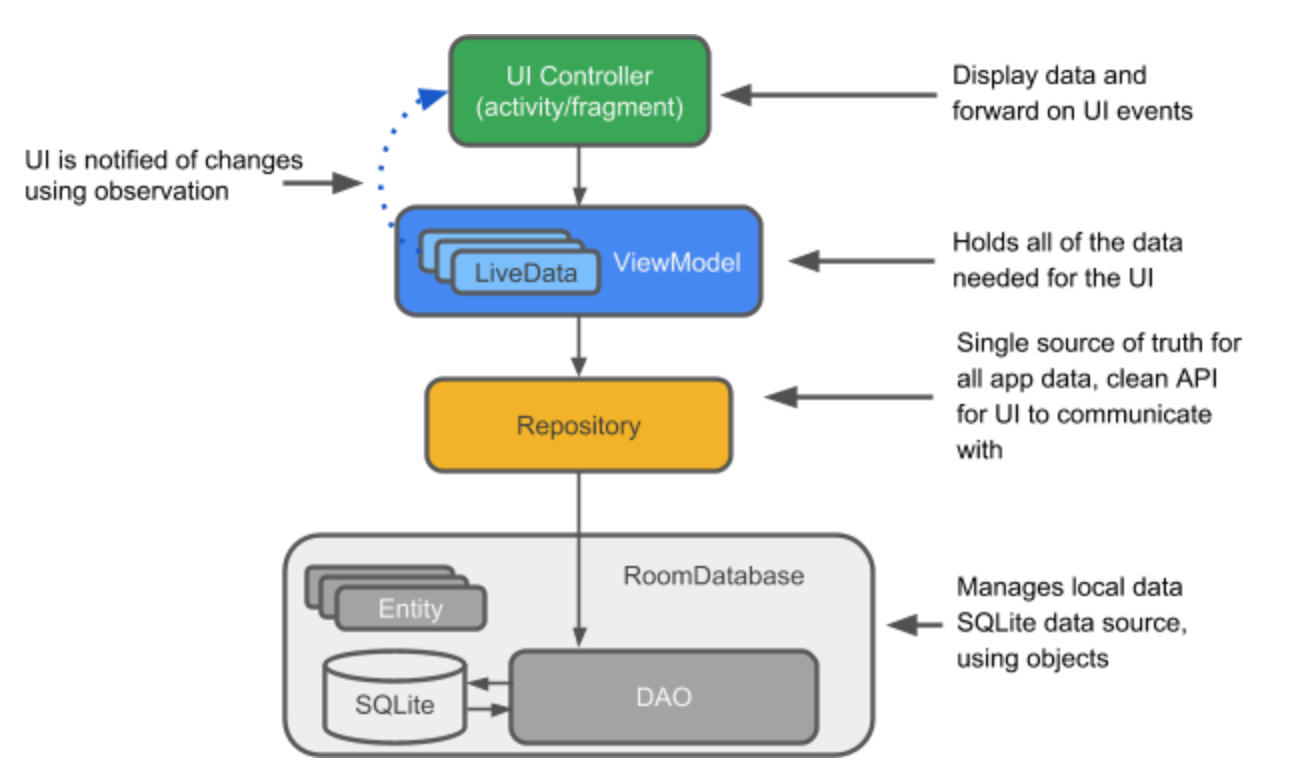 UI Controller
(activity/fragment)
Display data and
forward on UI events
UI is notified of changes
using observation
LiveData
ViewModel
Holds all of the data
needed for the UI
Single source of truth for
all app data, clean API
for UI to communicate
with
Repository
RoomDatabase
Entity
SQLite
DAO
Manages local data
SQLite data source,
using objects